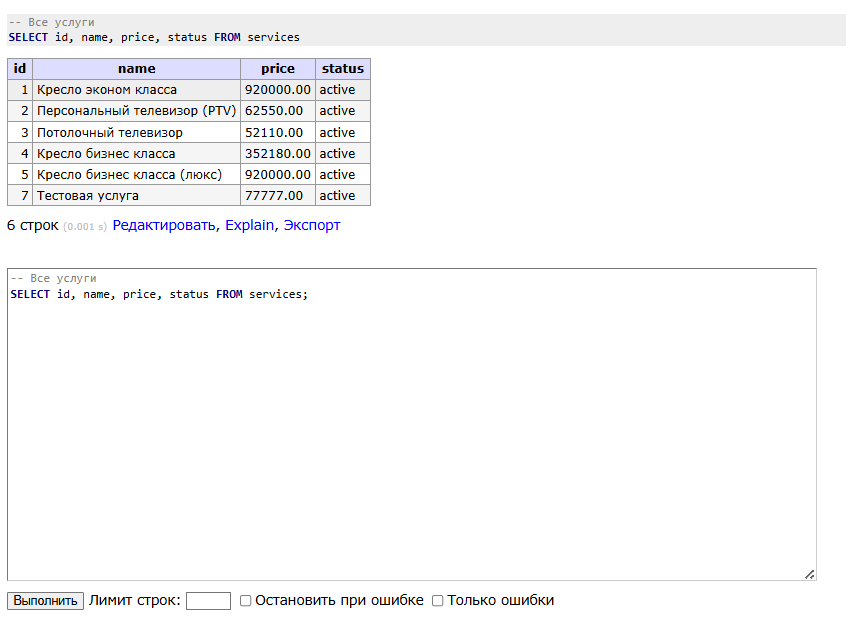 -- Все услуги
SELECT id, name, price, status FROM services
id name price status
1 Кресло эконом класса 920000.00 active
2 Персональный телевизор (PTV) 62550.00 active
3 Потолочный телевизор 52110.00 active
4 Кресло бизнес класса 352180.00 active
5 Кресло бизнес класса (люкс) 920000.00 active
7 Тестовая услуга 77777.00 active
6 строк (0.001 s) Редактировать, Explain, Экспорт
-- Все услуги
SELECT id, name, price, status FROM services;
Выполнить Лимит строк: Остановить при ошибке Только ошибки